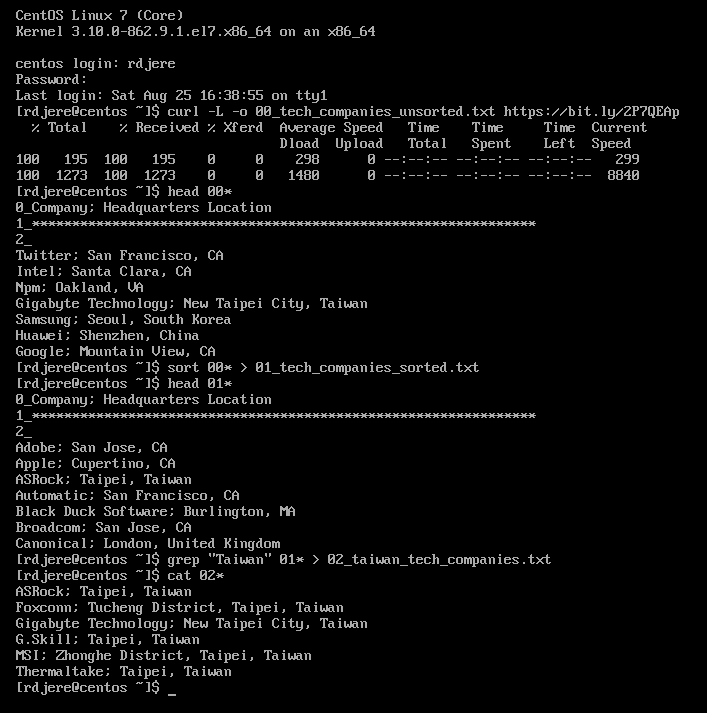 CentOS Linux 7 (Core)
Kernel 3.10.0-862.9.1.el7.x86_64 on an x86_64
centos login: rdjere
Password:
Last login: Sat Aug 25 16:38:55 on tty1
[rdjere@centos ~]$ curl -L -o 00_tech_companies_unsorted.txt https://bit.ly/2P7QEAp
  % Total    % Received % Xferd  Average Speed   Time    Time     Time  Current
                                 Dload  Upload   Total   Spent    Left  Speed
100   195  100   195    0     0    298      0 --:--:-- --:--:-- --:--:--   299
100  1273  100  1273    0     0   1480      0 --:--:-- --:--:-- --:--:--  8840
[rdjere@centos ~]$ head 00*
0_Company; Headquarters Location
1_***************************************************************
2_
Twitter; San Francisco, CA
Intel; Santa Clara, CA
Npm; Oakland, VA
Gigabyte Technology; New Taipei City, Taiwan
Samsung; Seoul, South Korea
Huawei; Shenzhen, China
Google; Mountain View, CA
[rdjere@centos ~]$ sort 00* > 01_tech_companies_sorted.txt
[rdjere@centos ~]$ head 01*
0_Company; Headquarters Location
1_***************************************************************
2_
Adobe; San Jose, CA
Apple; Cupertino, CA
ASRock; Taipei, Taiwan
Automatic; San Francisco, CA
Black Duck Software; Burlington, MA
Broadcom; San Jose, CA
Canonical; London, United Kingdom
[rdjere@centos ~]$ grep "Taiwan" 01* > 02_taiwan_tech_companies.txt
[rdjere@centos ~]$ cat 02*
ASRock; Taipei, Taiwan
Foxconn; Tucheng District, Taipei, Taiwan
Gigabyte Technology; New Taipei City, Taiwan
G.Skill; Taipei, Taiwan
MSI; Zhonghe District, Taipei, Taiwan
Thermaltake; Taipei, Taiwan
[rdjere@centos ~]$ _